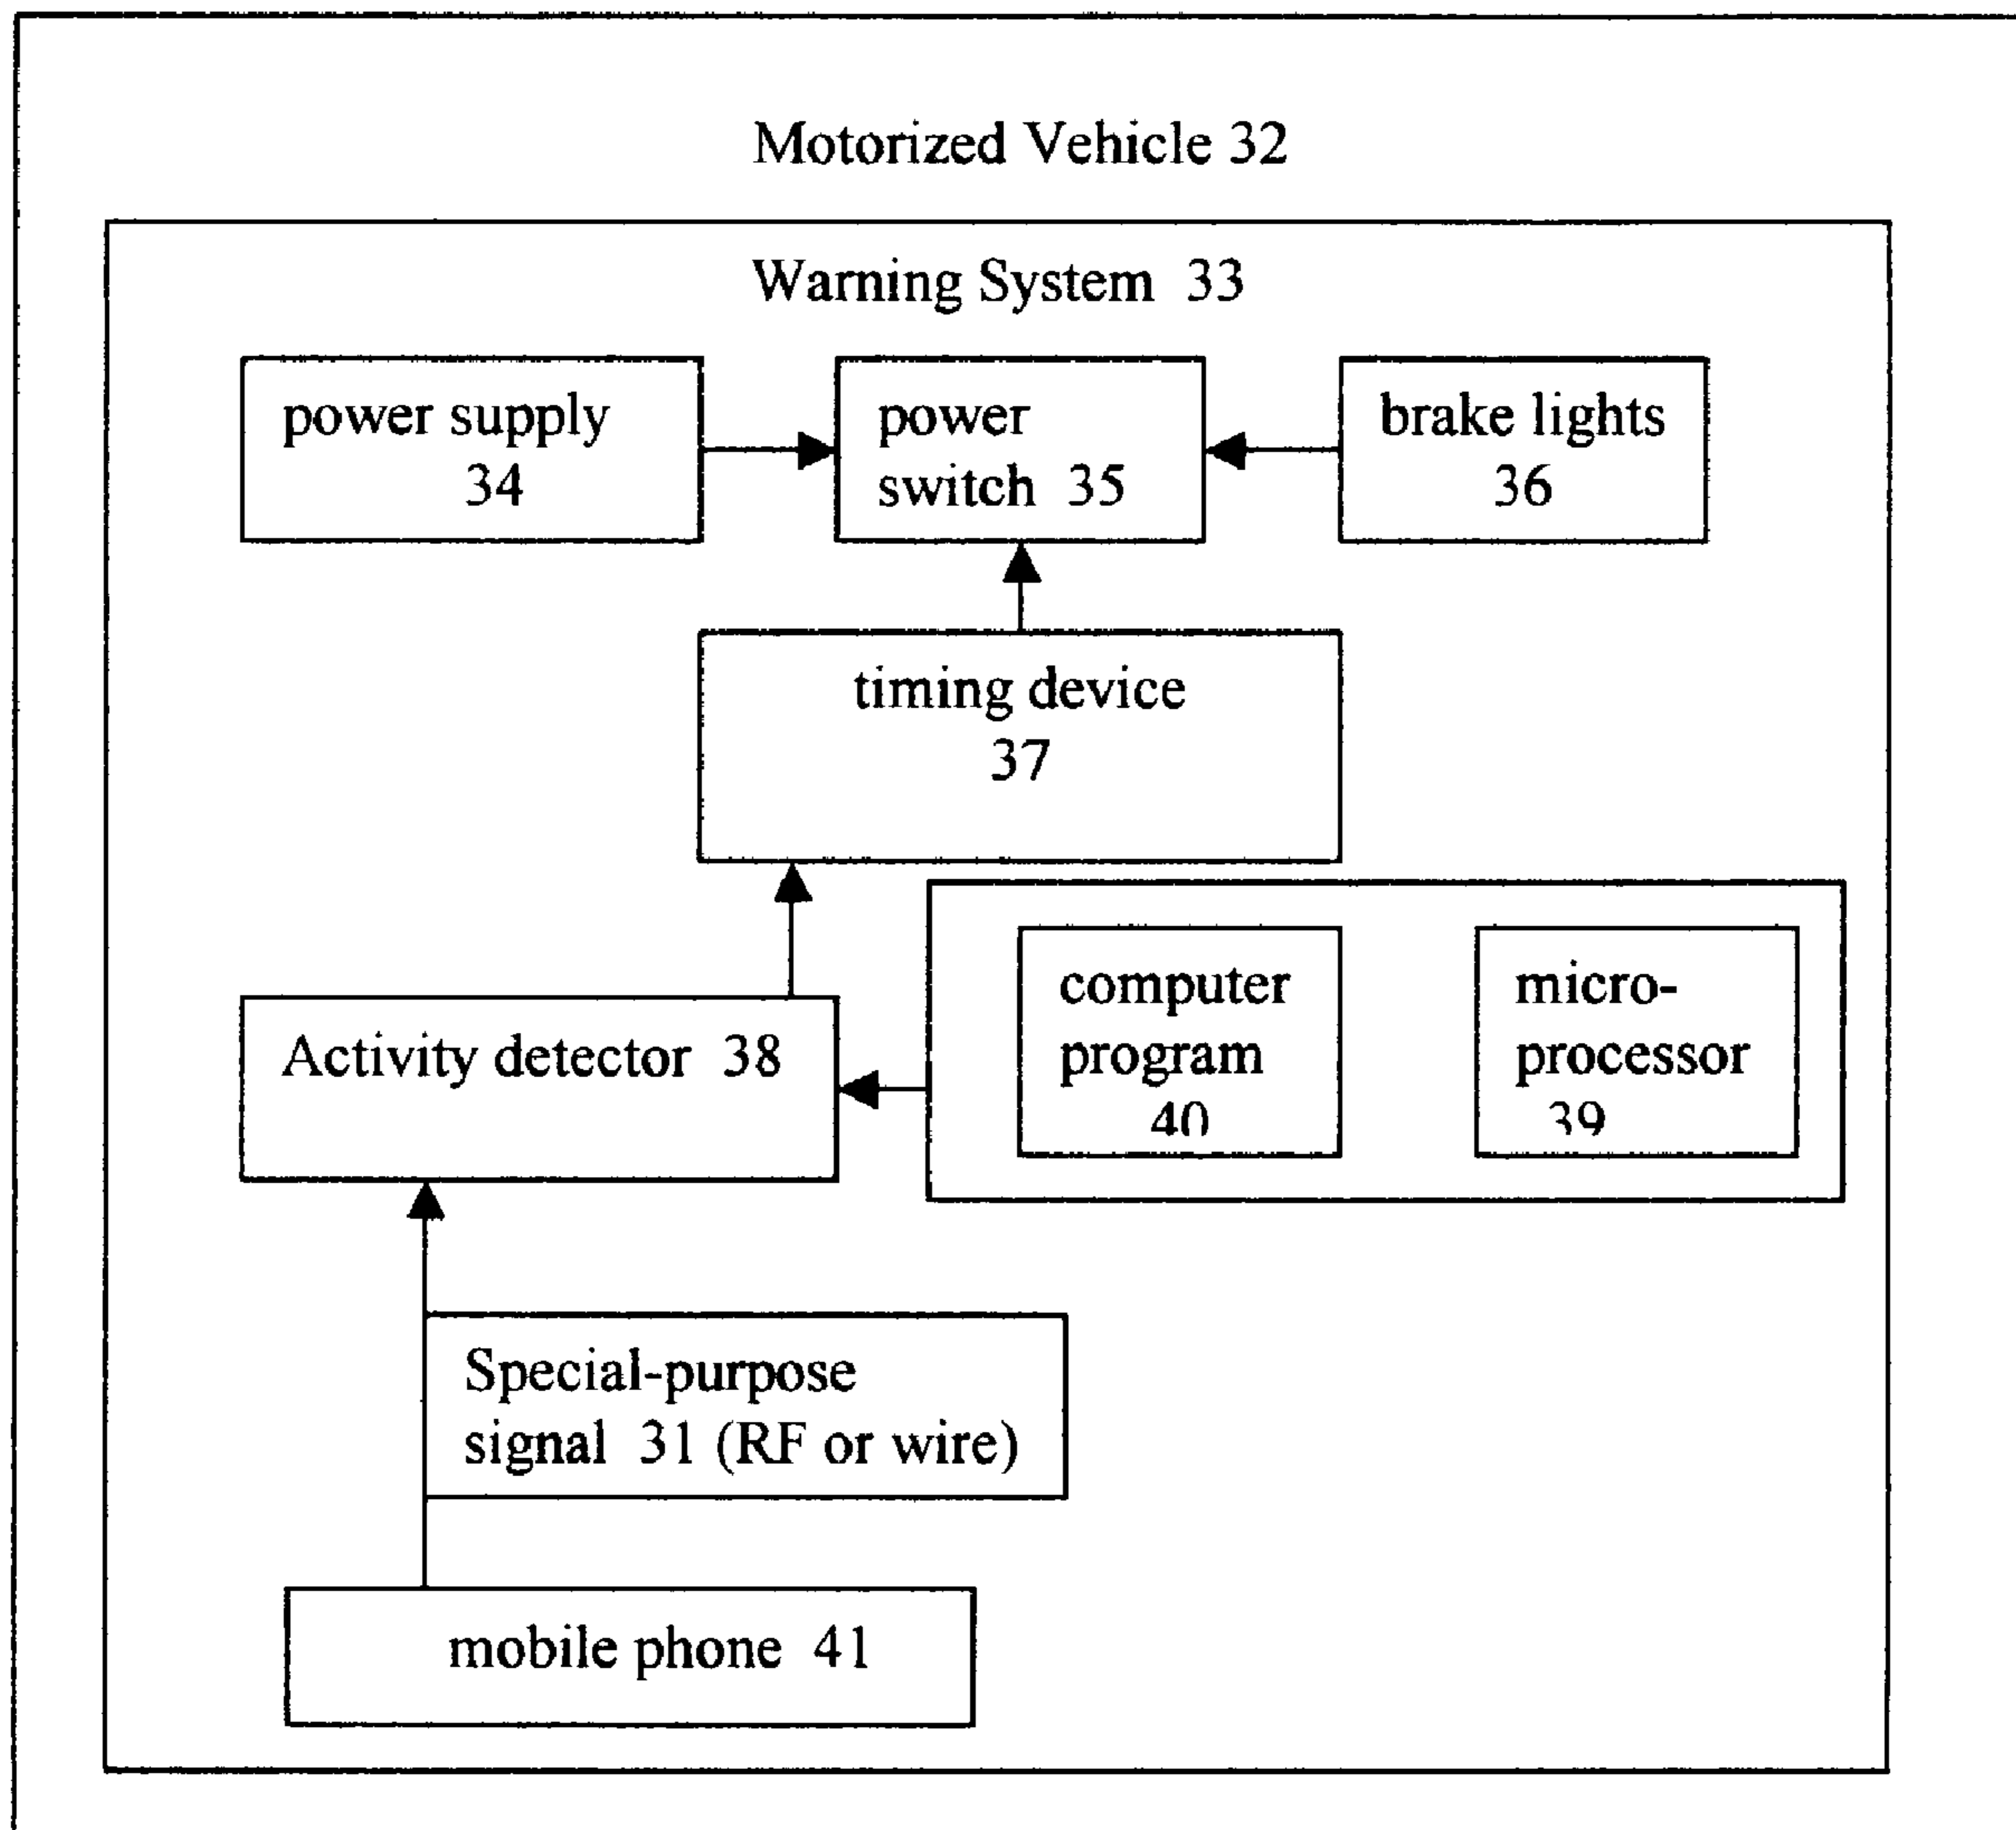 Motorized Vehicle 32
Warning System 33
power supply
34
power
switch 35
brake lights
36
timing device
37
computer
program
40
micro-
processor
39
Activity detector 38
Special-purpose
signal 31 (RF or wire)
mobile phone 41